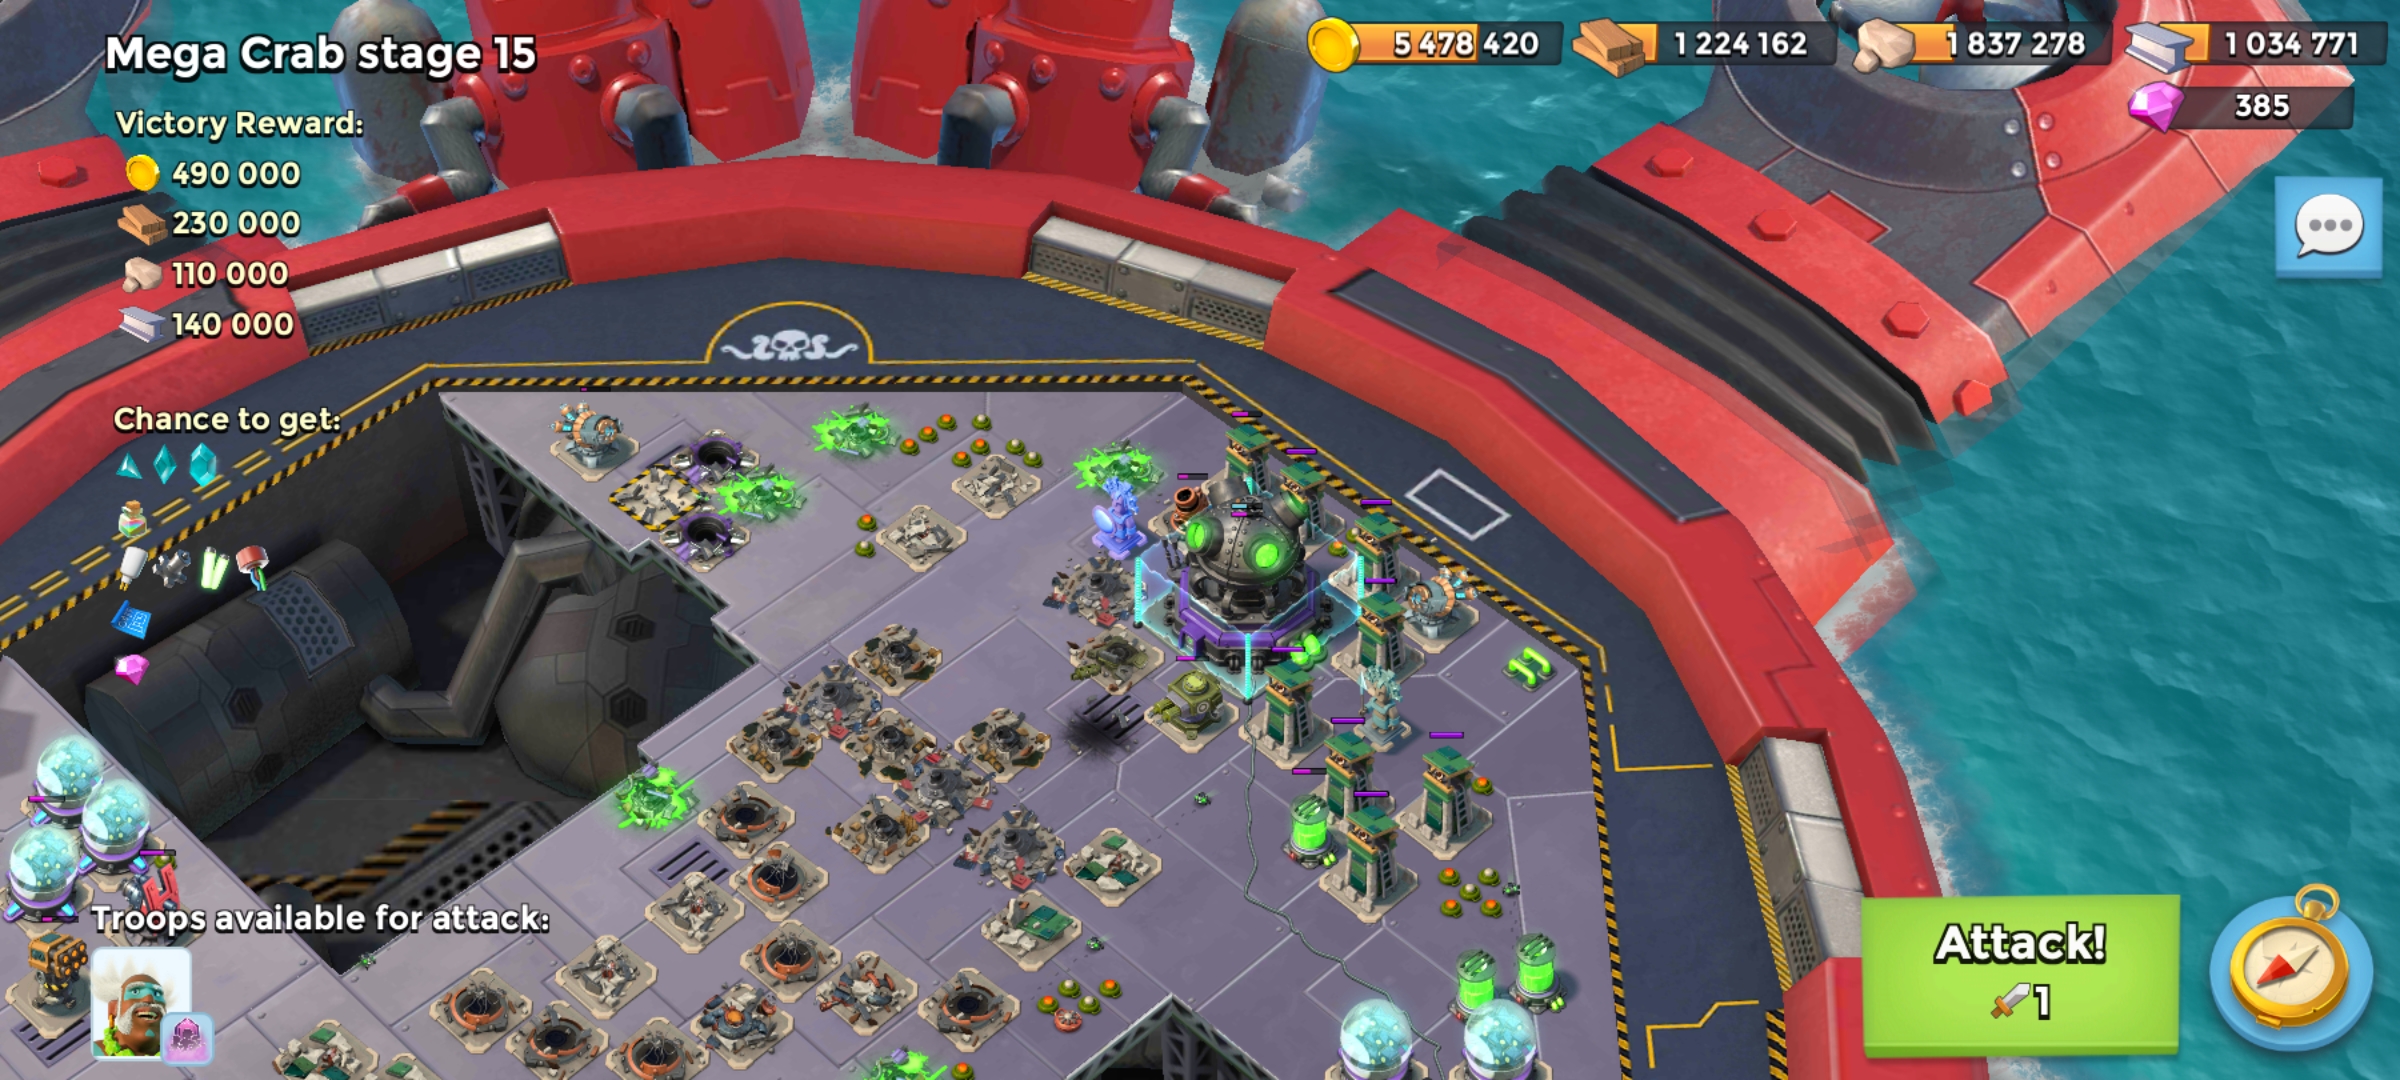 Mega Crab stage 15
5 478 420
1 224 162
1 837 278
1 034 771
385
Victory Reward:
490 000
230 000
110 000
140 000
Chance to get:
Troops available for attack:
Attack!
1